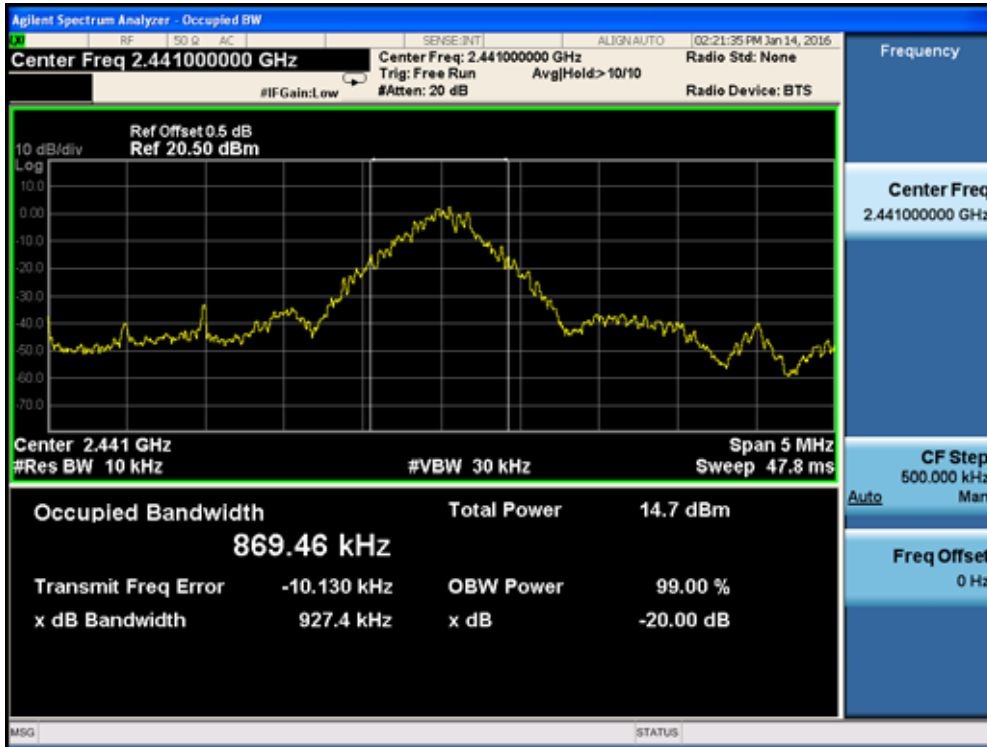 Agilent Spectrum Analyzer - Occupied BW
RF 50 Ω AC SENSE:INT ALIGNAUTO 02:21:35 PM Jan 14, 2016
Center Freq 2.441000000 GHz
Center Freq: 2.441000000 GHz Radio Std: None
Trig: Free Run Avg|Hold:> 10/10
#IFGain:Low #Atten: 20 dB Radio Device: BTS
Frequency
Ref Offset 0.5 dB
10 dB/div Ref 20.50 dBm
Log
10.0
0.00
-10.0
-20.0
-30.0
-40.0
-50.0
-60.0
-70.0
Center 2.441 GHz Span 5 MHz
#Res BW 10 kHz #VBW 30 kHz Sweep 47.8 ms
Center Freq
2.441000000 GHz
CF Step
500.000 kHz
Auto Man
Freq Offset
0 Hz
Occupied Bandwidth Total Power 14.7 dBm
869.46 kHz
Transmit Freq Error -10.130 kHz OBW Power 99.00 %
x dB Bandwidth 927.4 kHz x dB -20.00 dB
MSG STATUS